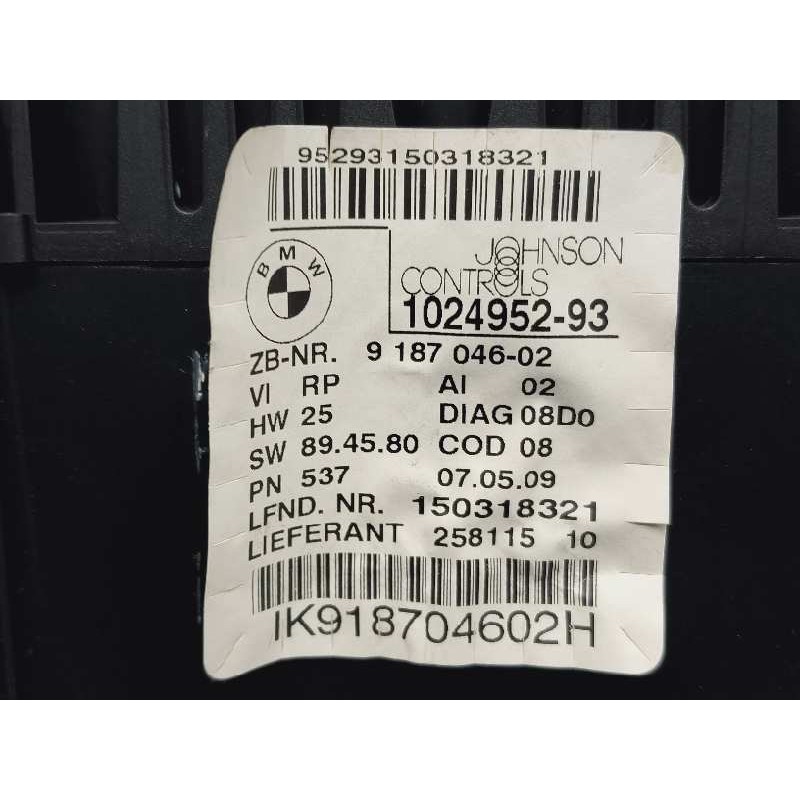 95293150318321
BMW
JOHNSON
CONTROLS
1024952-93
ZB-NR. 9 187 046-02
VI RP AI 02
HW 25 DIAG 08D0
SW 89.45.80 COD 08
PN 537 07.05.09
LFND. NR. 150318321
LIEFERANT 258115 10
IK918704602H